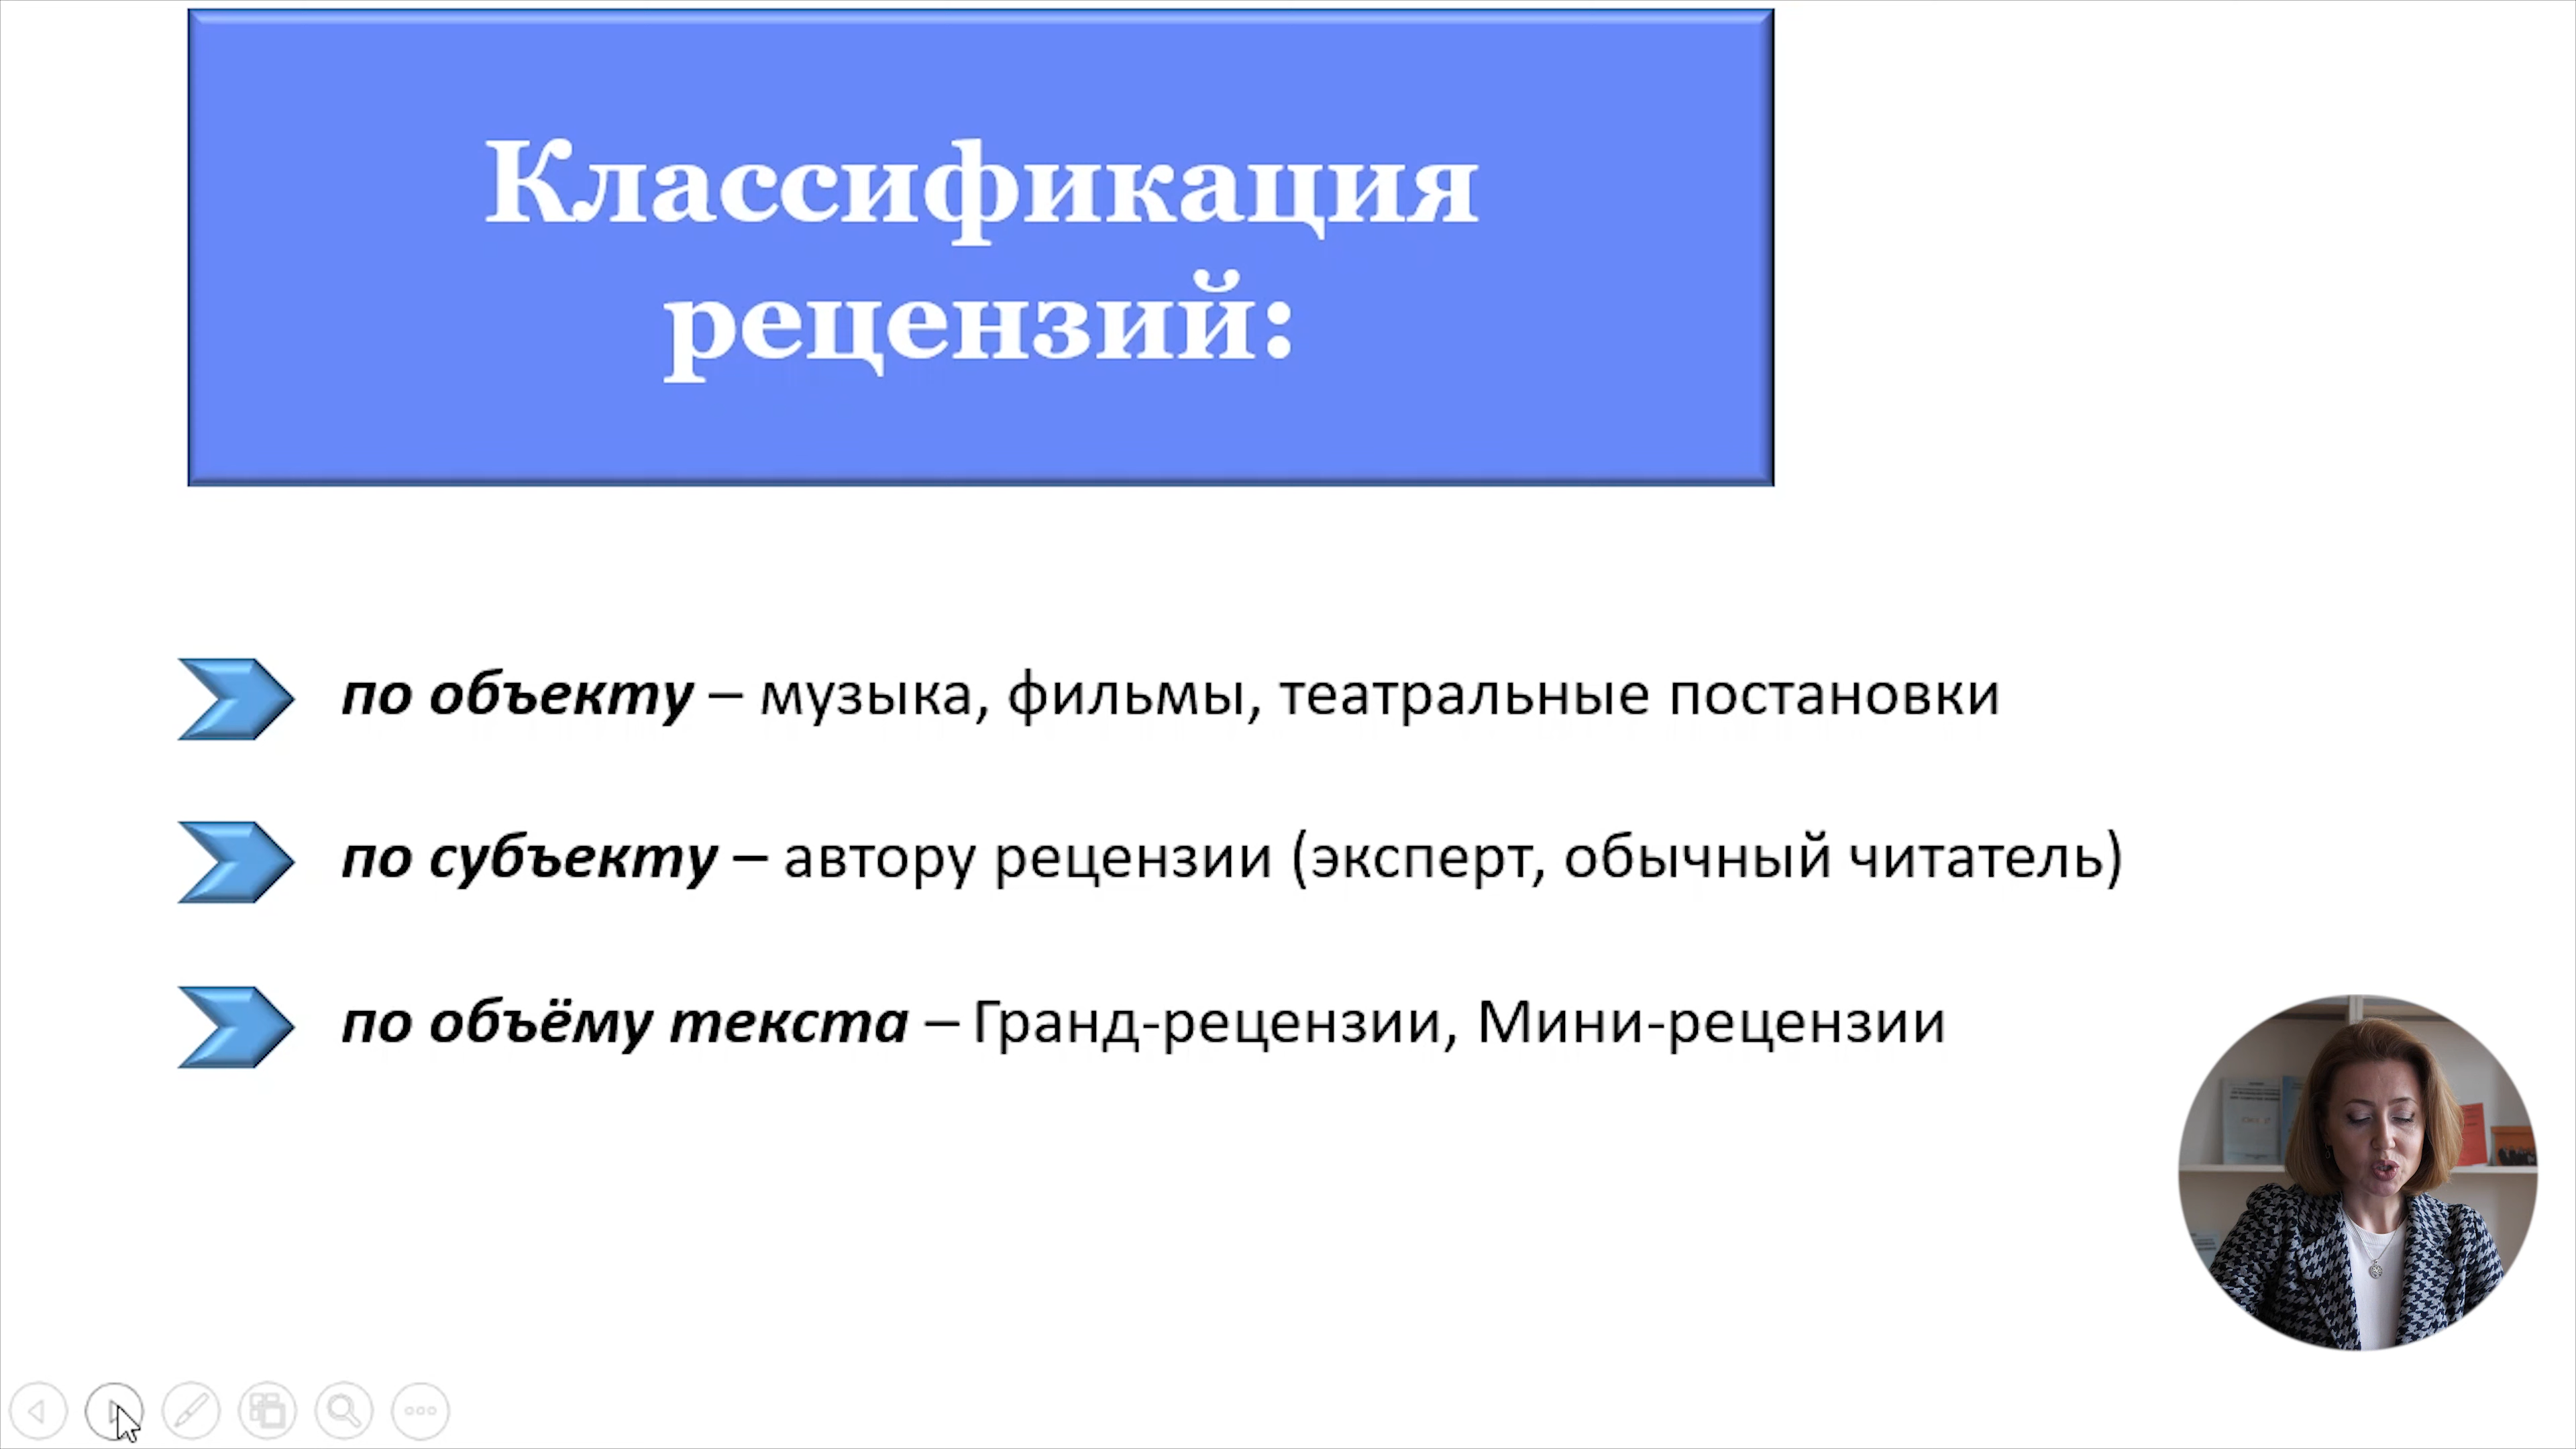 Классификация
рецензий:
по объекту – музыка, фильмы, театральные постановки
по субъекту – автору рецензии (эксперт, обычный читатель)
по объёму текста – Гранд-рецензии, Мини-рецензии